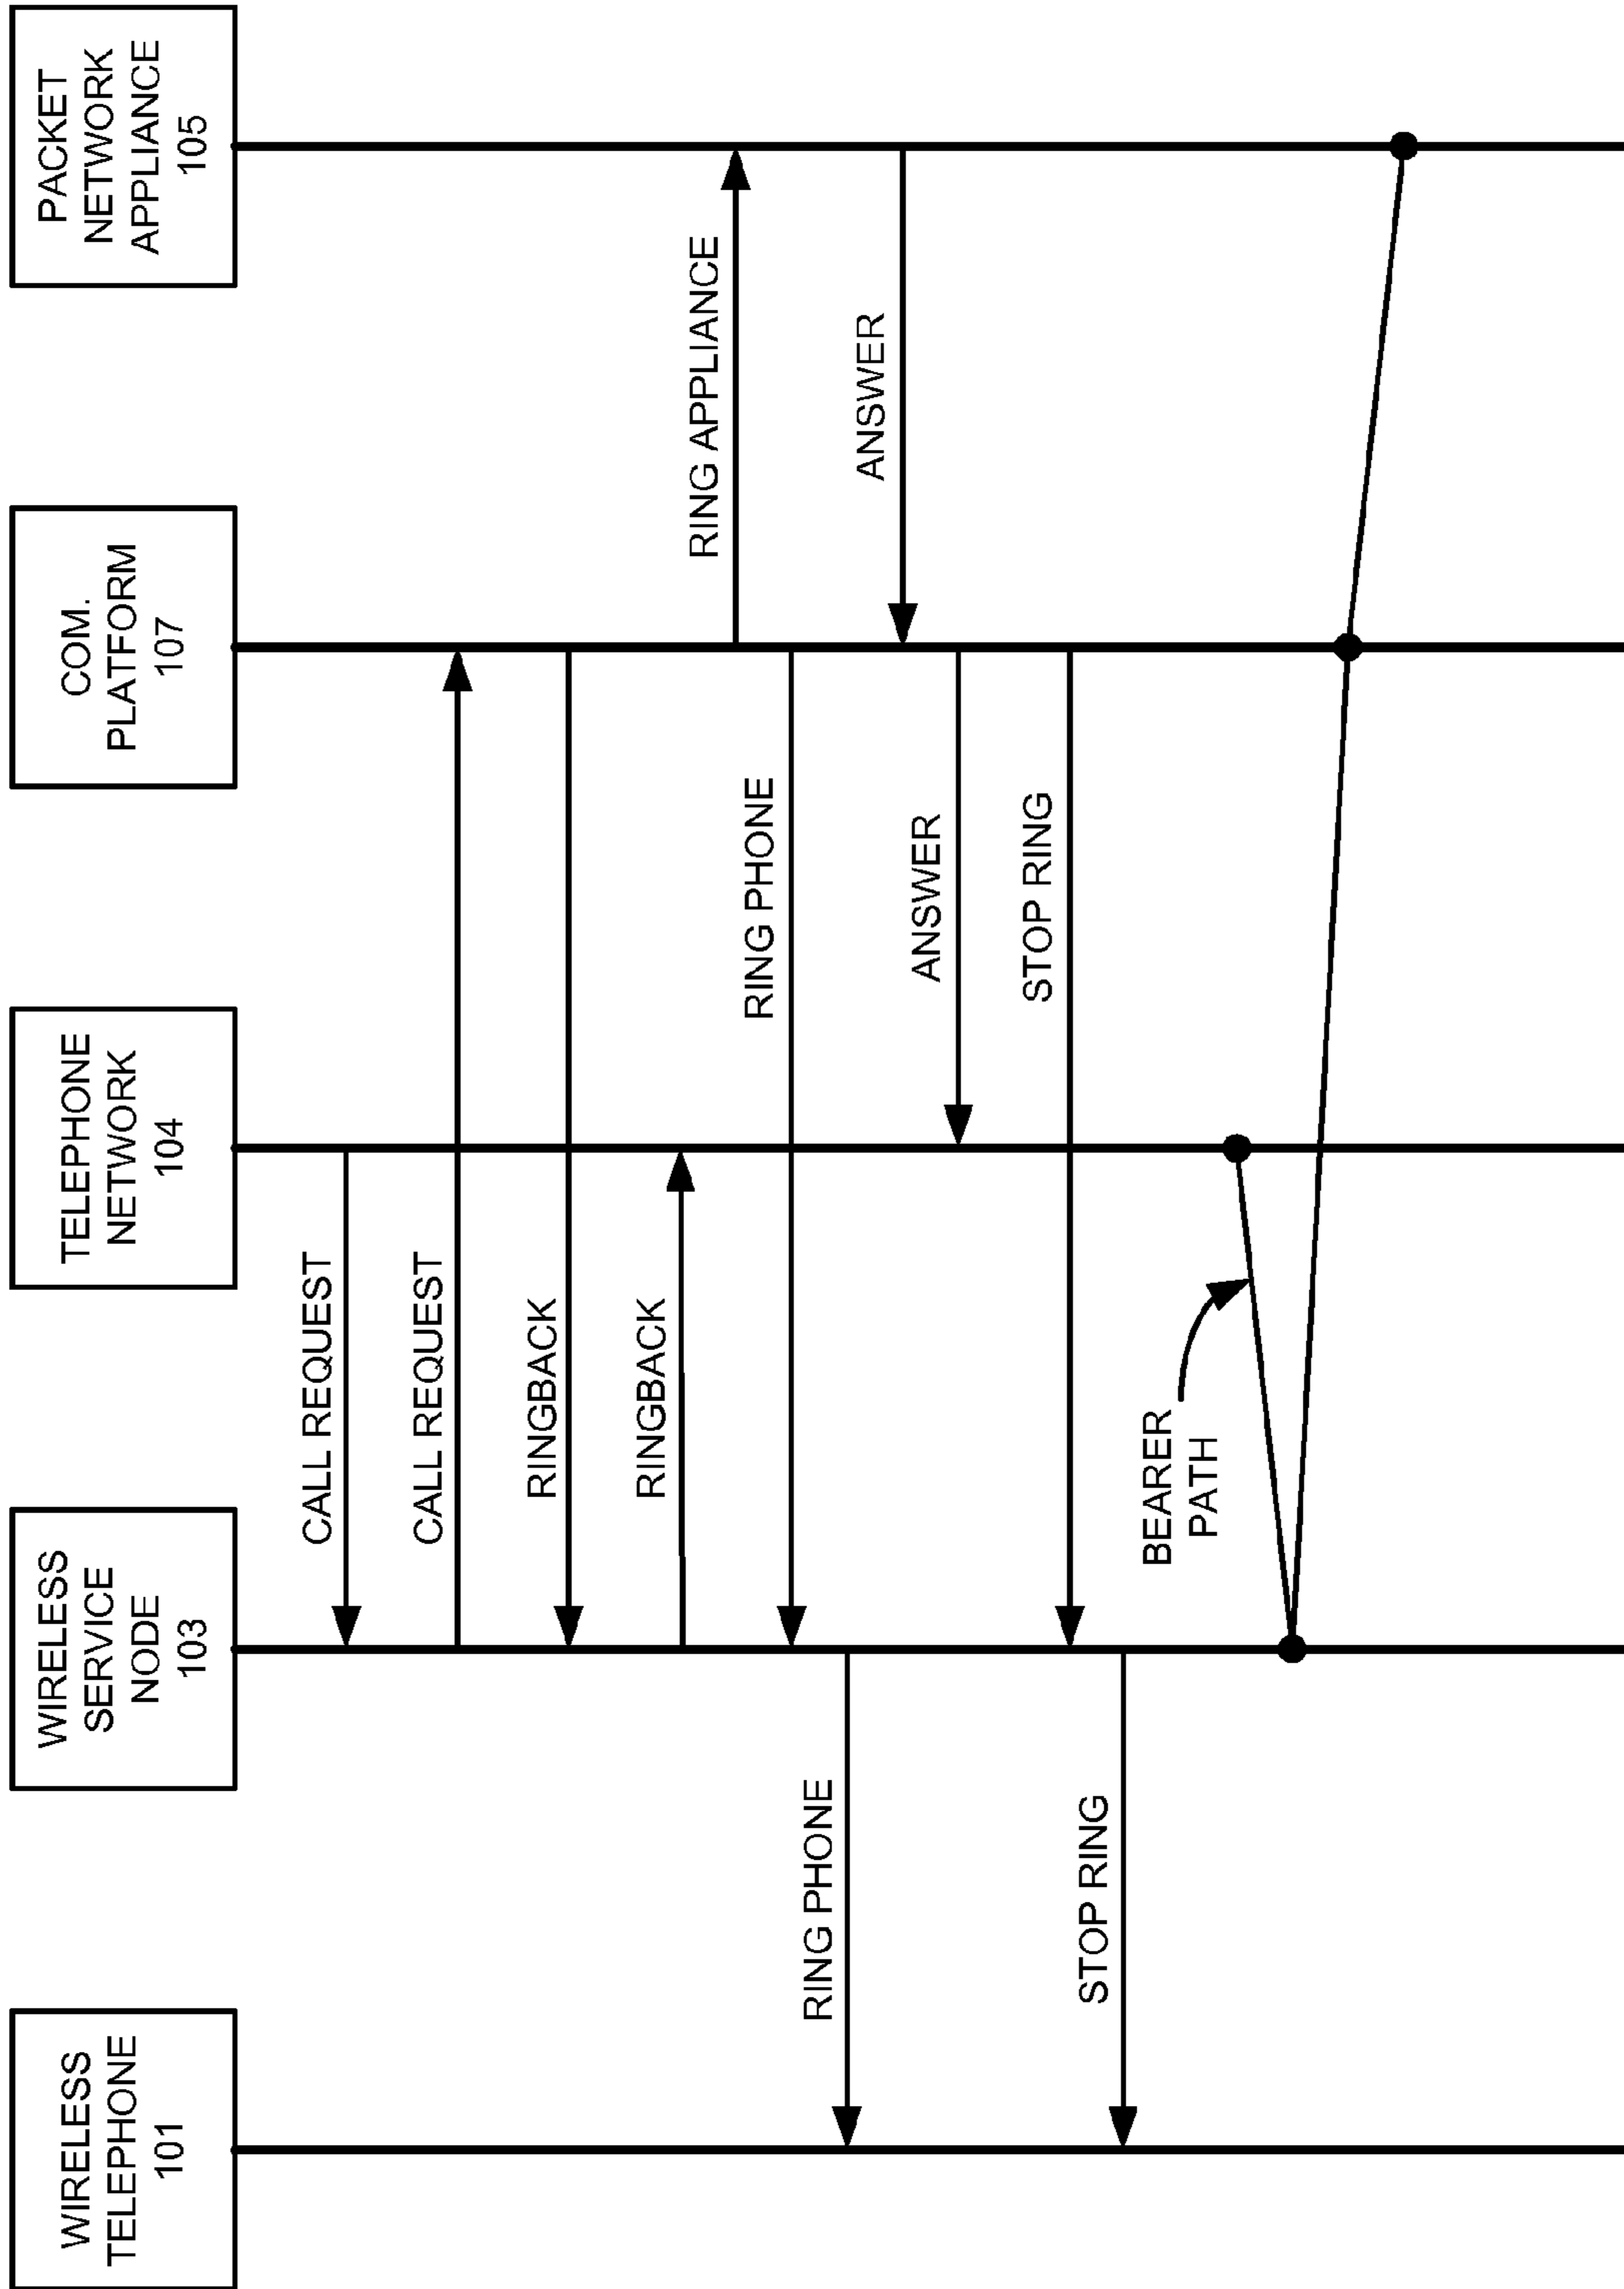 WIRELESS
TELEPHONE
101
WIRELESS
SERVICE
NODE
103
TELEPHONE
NETWORK
104
COM.
PLATFORM
107
PACKET
NETWORK
APPLIANCE
105
CALL REQUEST
CALL REQUEST
RINGBACK
RINGBACK
RING APPLIANCE
RING PHONE
RING PHONE
ANSWER
ANSWER
STOP RING
STOP RING
BEARER
PATH